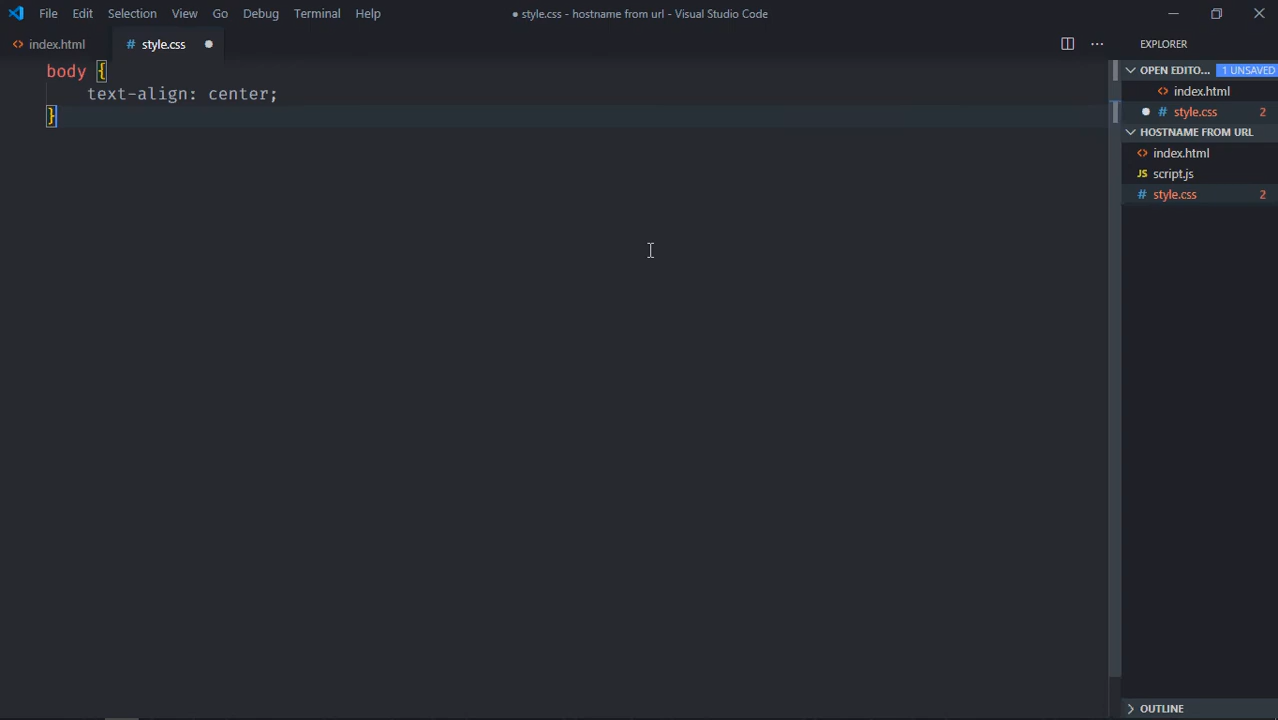 File Edit Selection View Go Debug Terminal Help
● style.css - hostname from url - Visual Studio Code
<> index.html
# style.css ●
EXPLORER
body {
text-align: center;
}
OPEN EDITO... 1 UNSAVED
<> index.html
● # style.css 2
HOSTNAME FROM URL
<> index.html
JS script.js
# style.css 2
OUTLINE